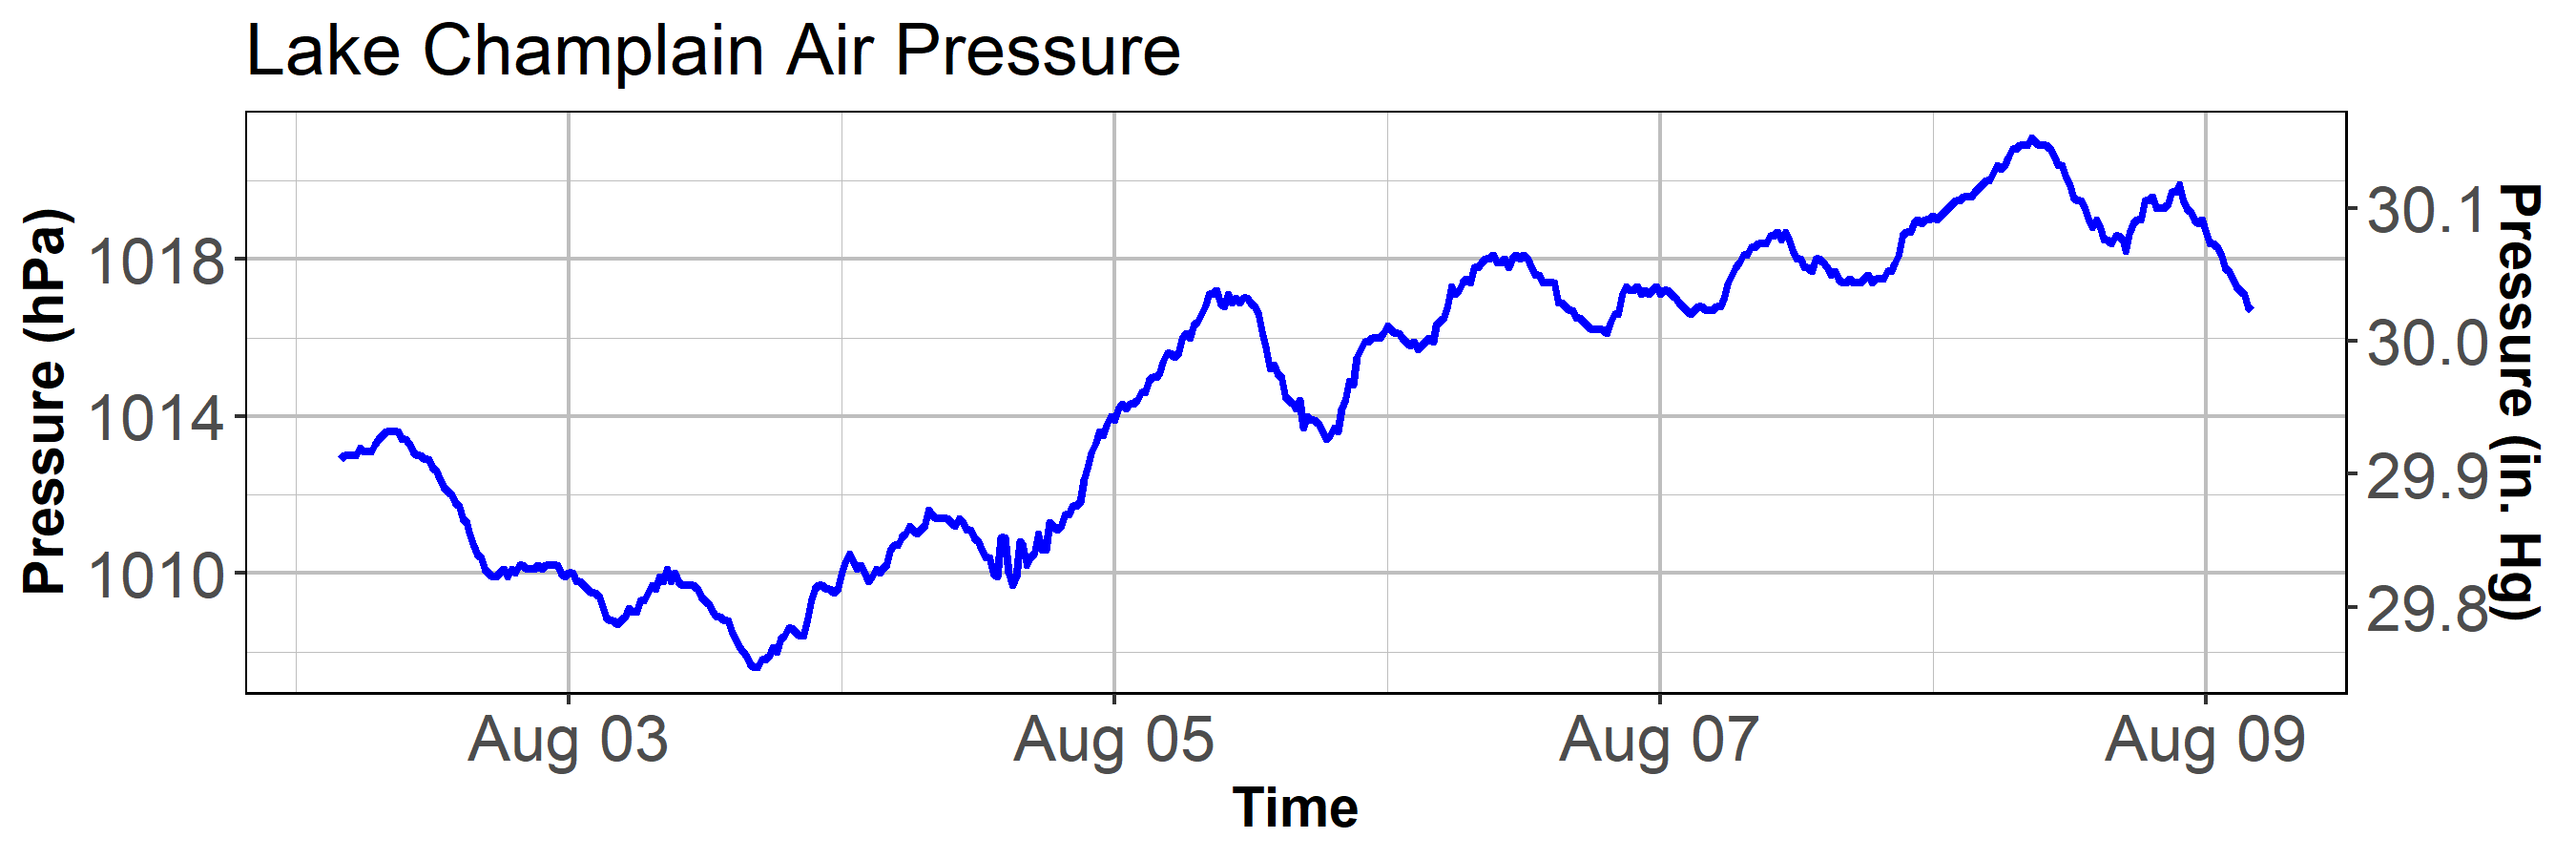 Lake Champlain Air Pressure
Pressure (hPa)
1018
1014
1010
30.1
30.0
29.9
29.8
Pressure (in. Hg)
Aug 03 Aug 05 Aug 07 Aug 09
Time